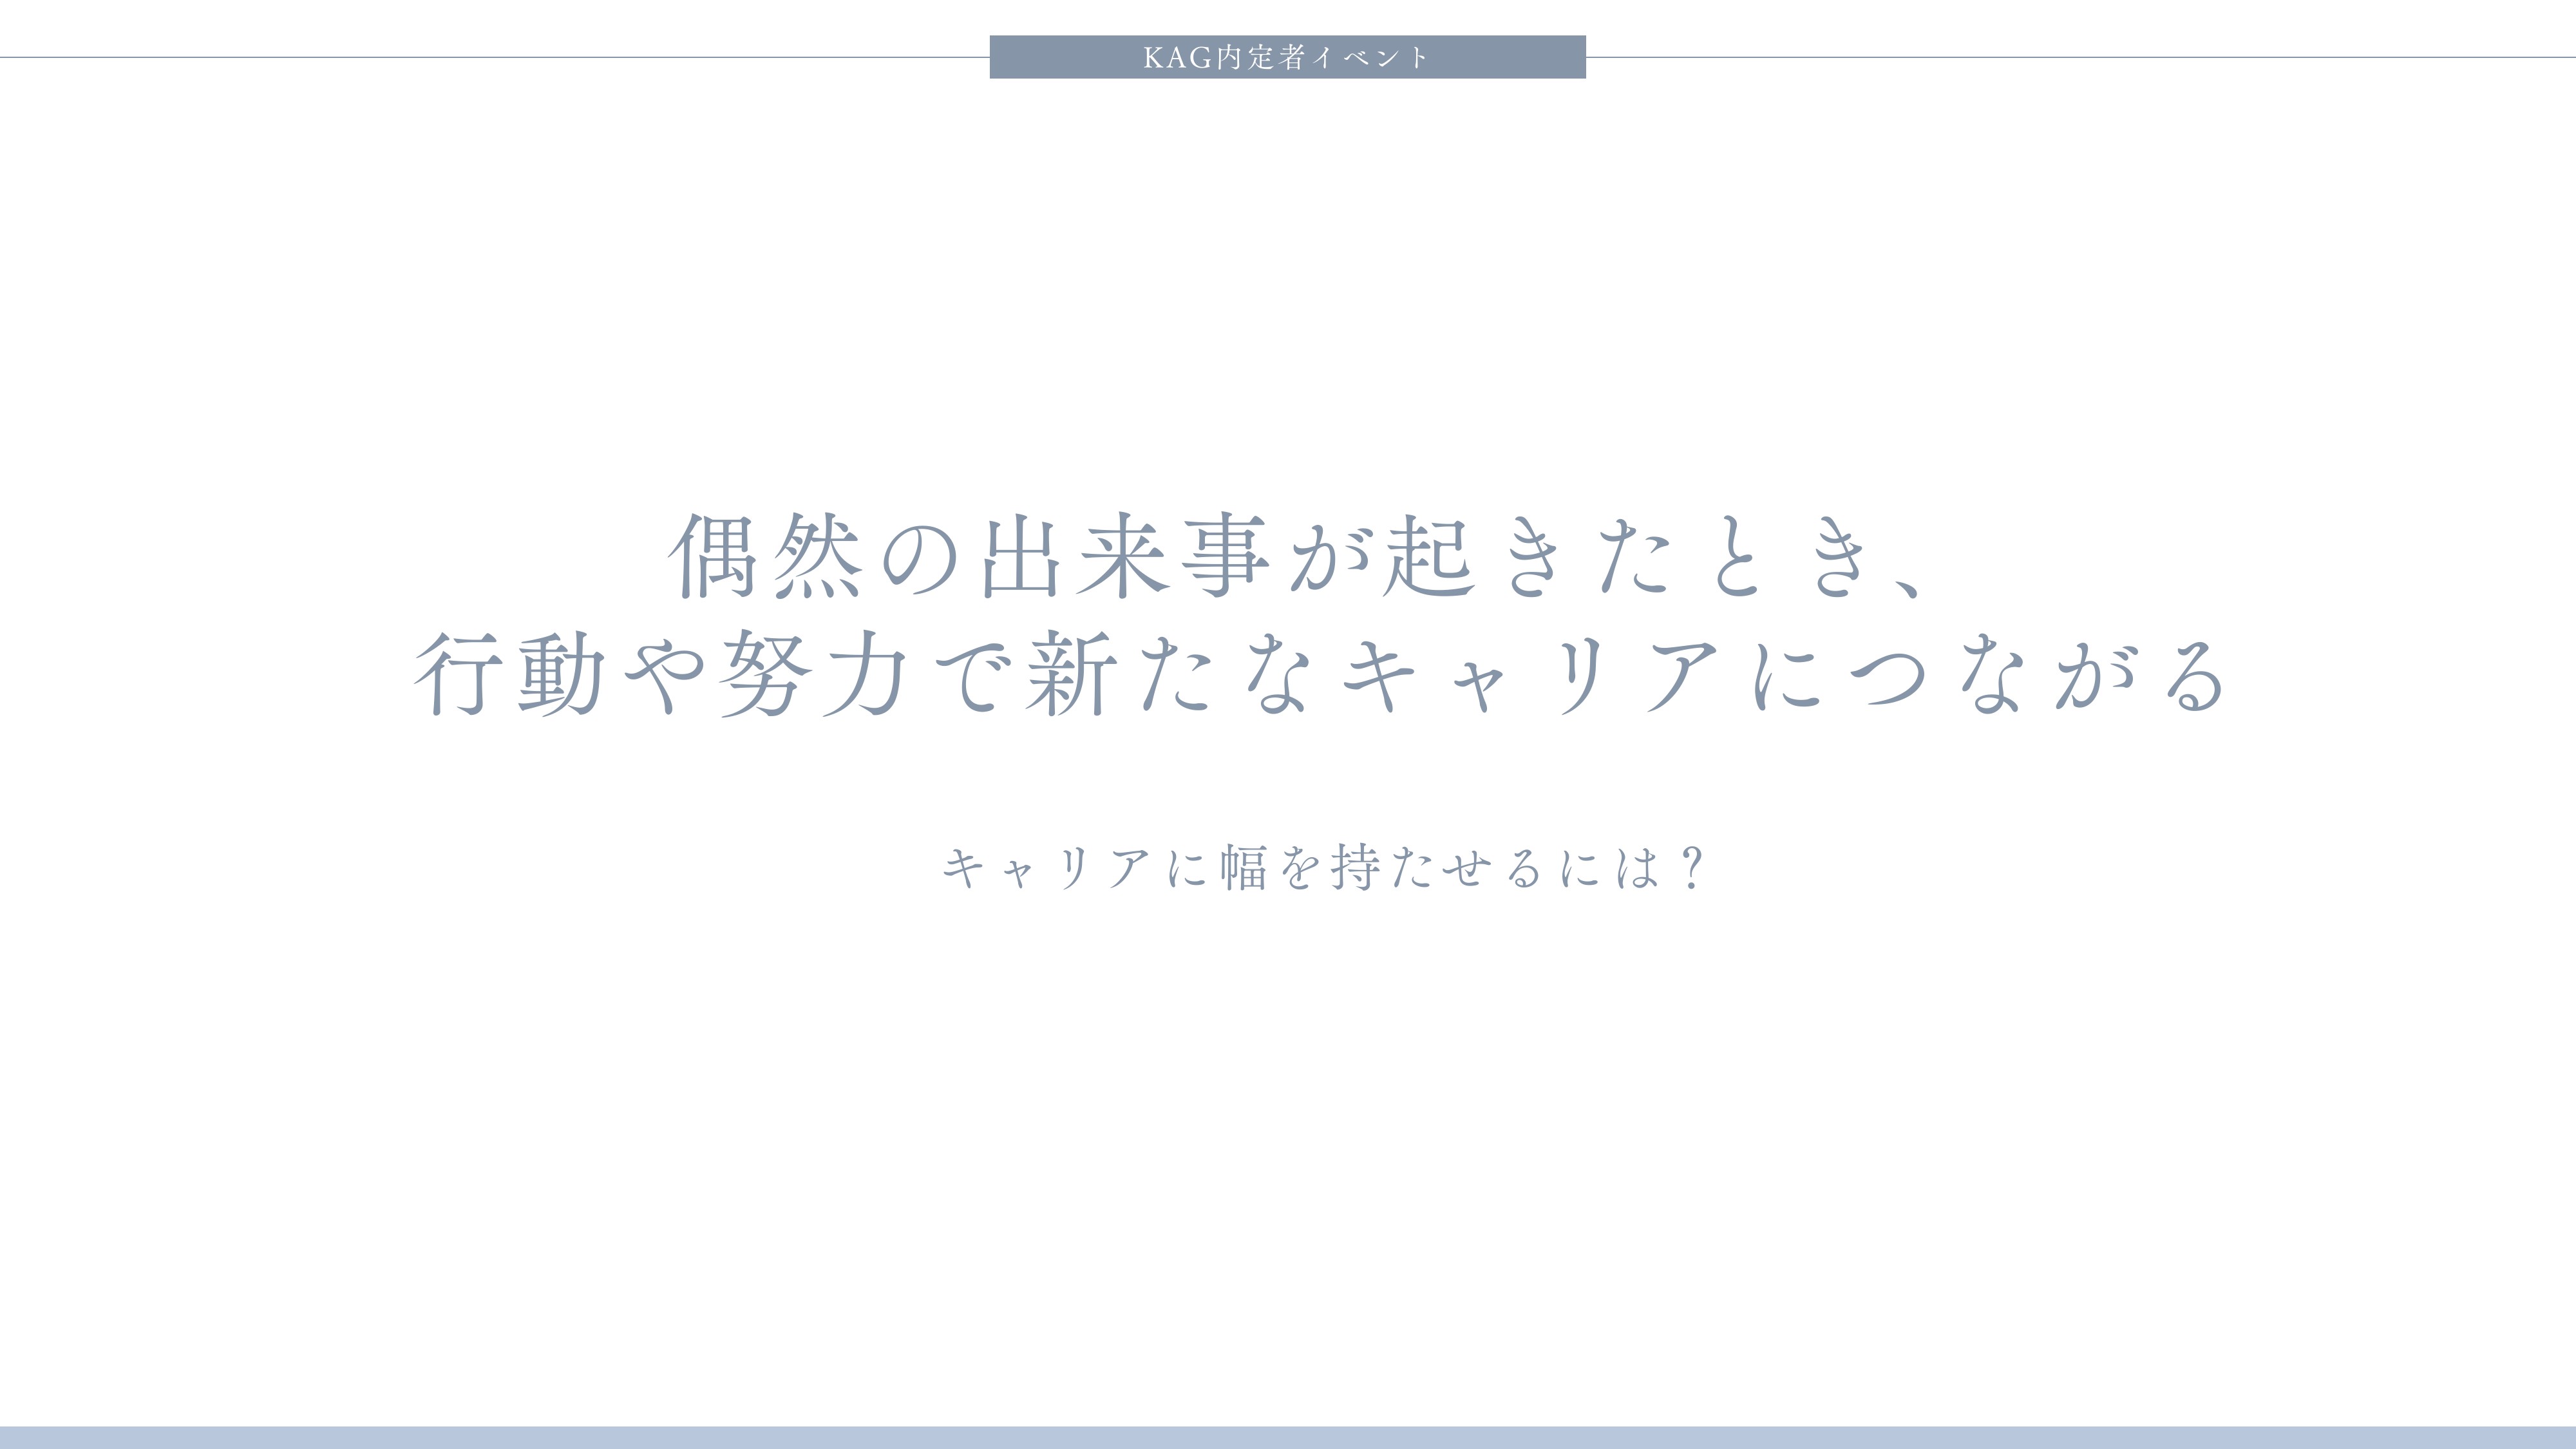 KAG内定者イベント
偶然の出来事が起きたとき、
行動や努力で新たなキャリアにつながる
キャリアに幅を持たせるには？